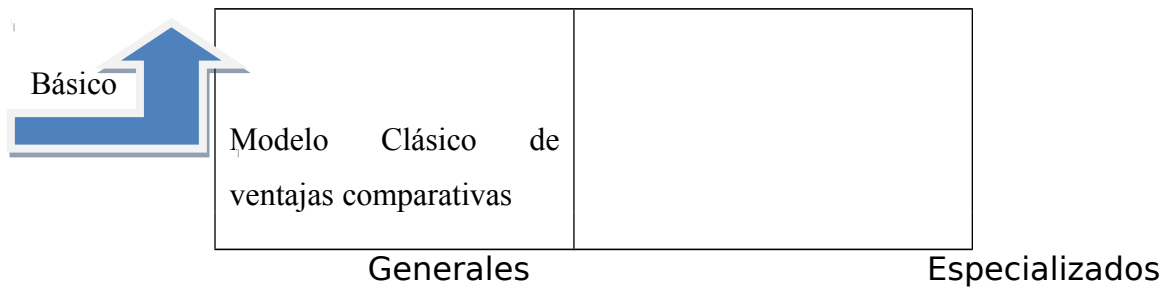 Básico
Modelo Clásico de
ventajas comparativas
Generales Especializados